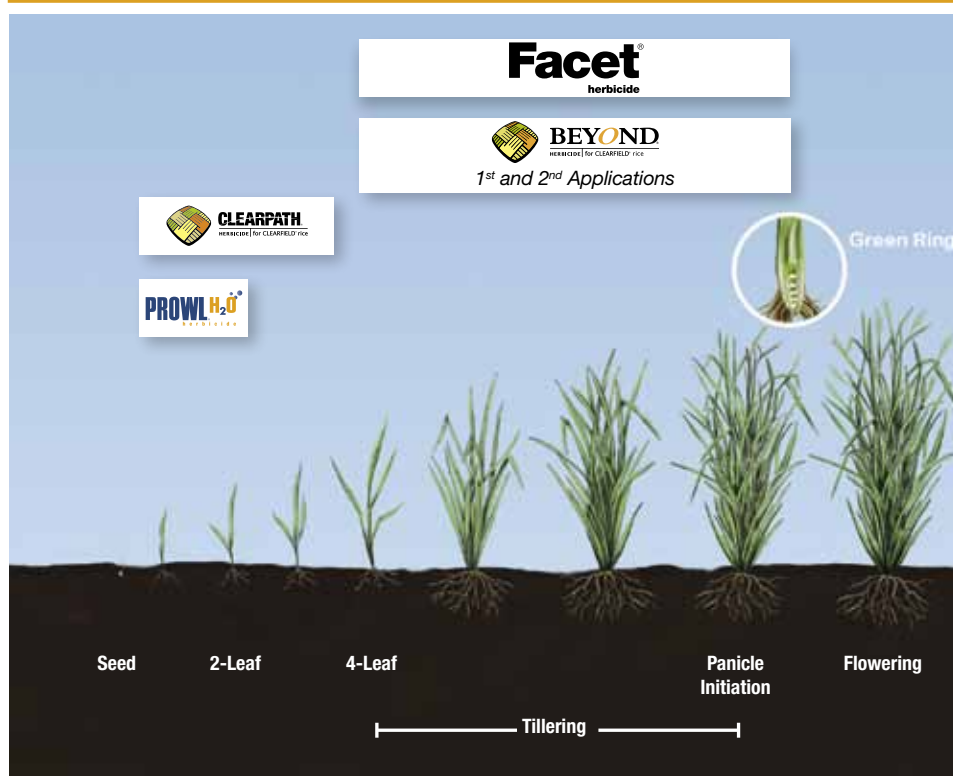 Facet®
herbicide
BEYOND
HERBICIDE | for CLEARFIELD® rice
1st and 2nd Applications
CLEARPATH
HERBICIDE | for CLEARFIELD® rice
PROWL H2O
herbicide
Green Ring
Seed
2-Leaf
4-Leaf
Panicle
Initiation
Flowering
Tillering